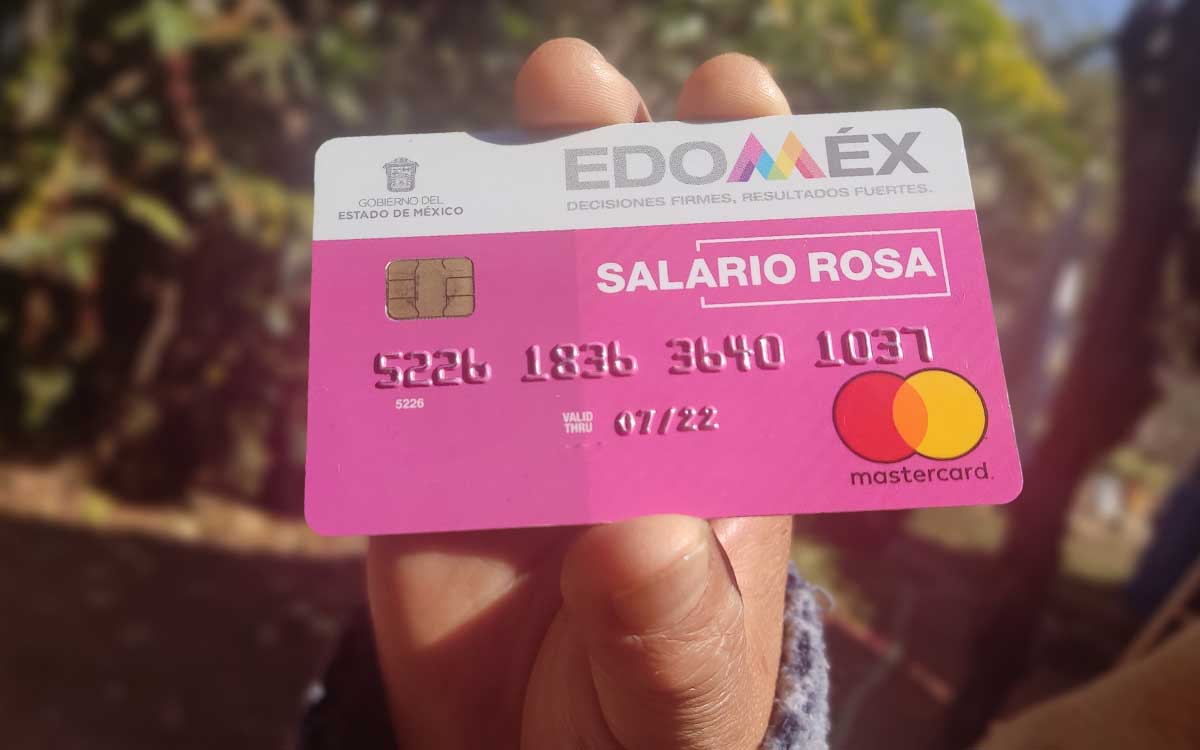 GOBIERNO DEL
ESTADO DE MÉXICO
EDOMÉX
DECISIONES FIRMES, RESULTADOS FUERTES.
SALARIO ROSA
5226 1836 3640 1037
5226
VALID
THRU 07/22
mastercard.